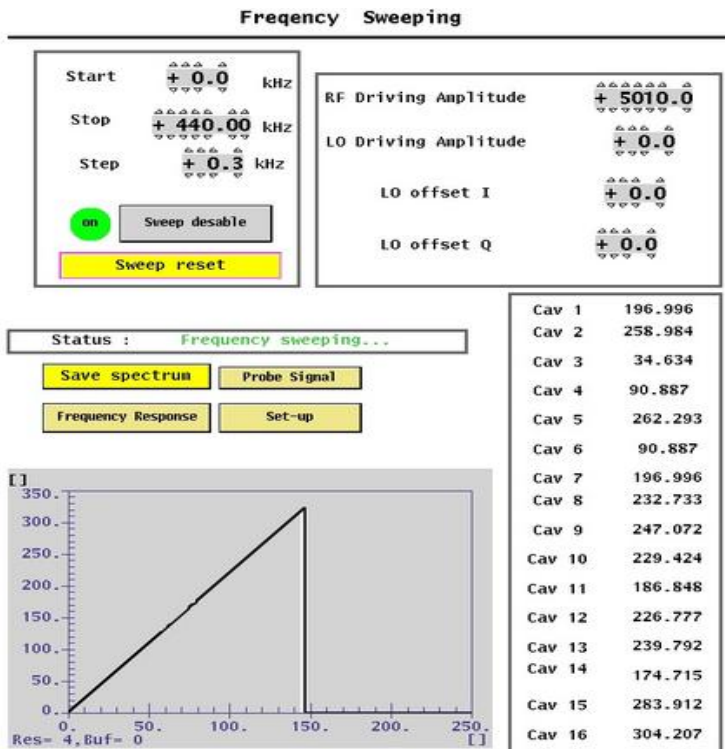 Freqency Sweeping
Start + 0.0 kHz
Stop + 440.00 kHz
Step + 0.3 kHz
on Sweep desable
Sweep reset
RF Driving Amplitude + 5010.0
LO Driving Amplitude + 0.0
LO offset I + 0.0
LO offset Q + 0.0
Status : Frequency sweeping...
Save spectrum Probe Signal
Frequency Response Set-up
Cav 1 196.996
Cav 2 258.984
Cav 3 34.634
Cav 4 90.887
Cav 5 262.293
Cav 6 90.887
Cav 7 196.996
Cav 8 232.733
Cav 9 247.072
Cav 10 229.424
Cav 11 186.848
Cav 12 226.777
Cav 13 239.792
Cav 14 174.715
Cav 15 283.912
Cav 16 304.207
[]
350.
300.
250.
200.
150.
100.
50.
0.
0. 50. 100. 150. 200. 250.
Res= 4,Buf= 0 []